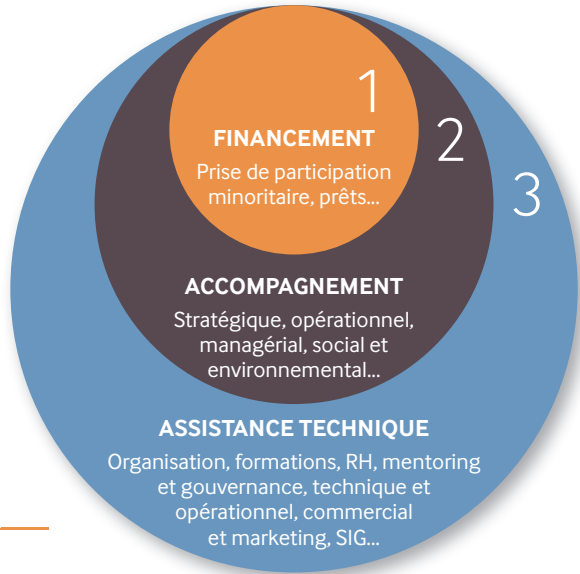 1
FINANCEMENT
Prise de participation
minoritaire, prêts...
2
ACCOMPAGNEMENT
Stratégique, opérationnel,
managérial, social et
environnemental...
3
ASSISTANCE TECHNIQUE
Organisation, formations, RH, mentoring
et gouvernance, technique et
opérationnel, commercial
et marketing, SIG...